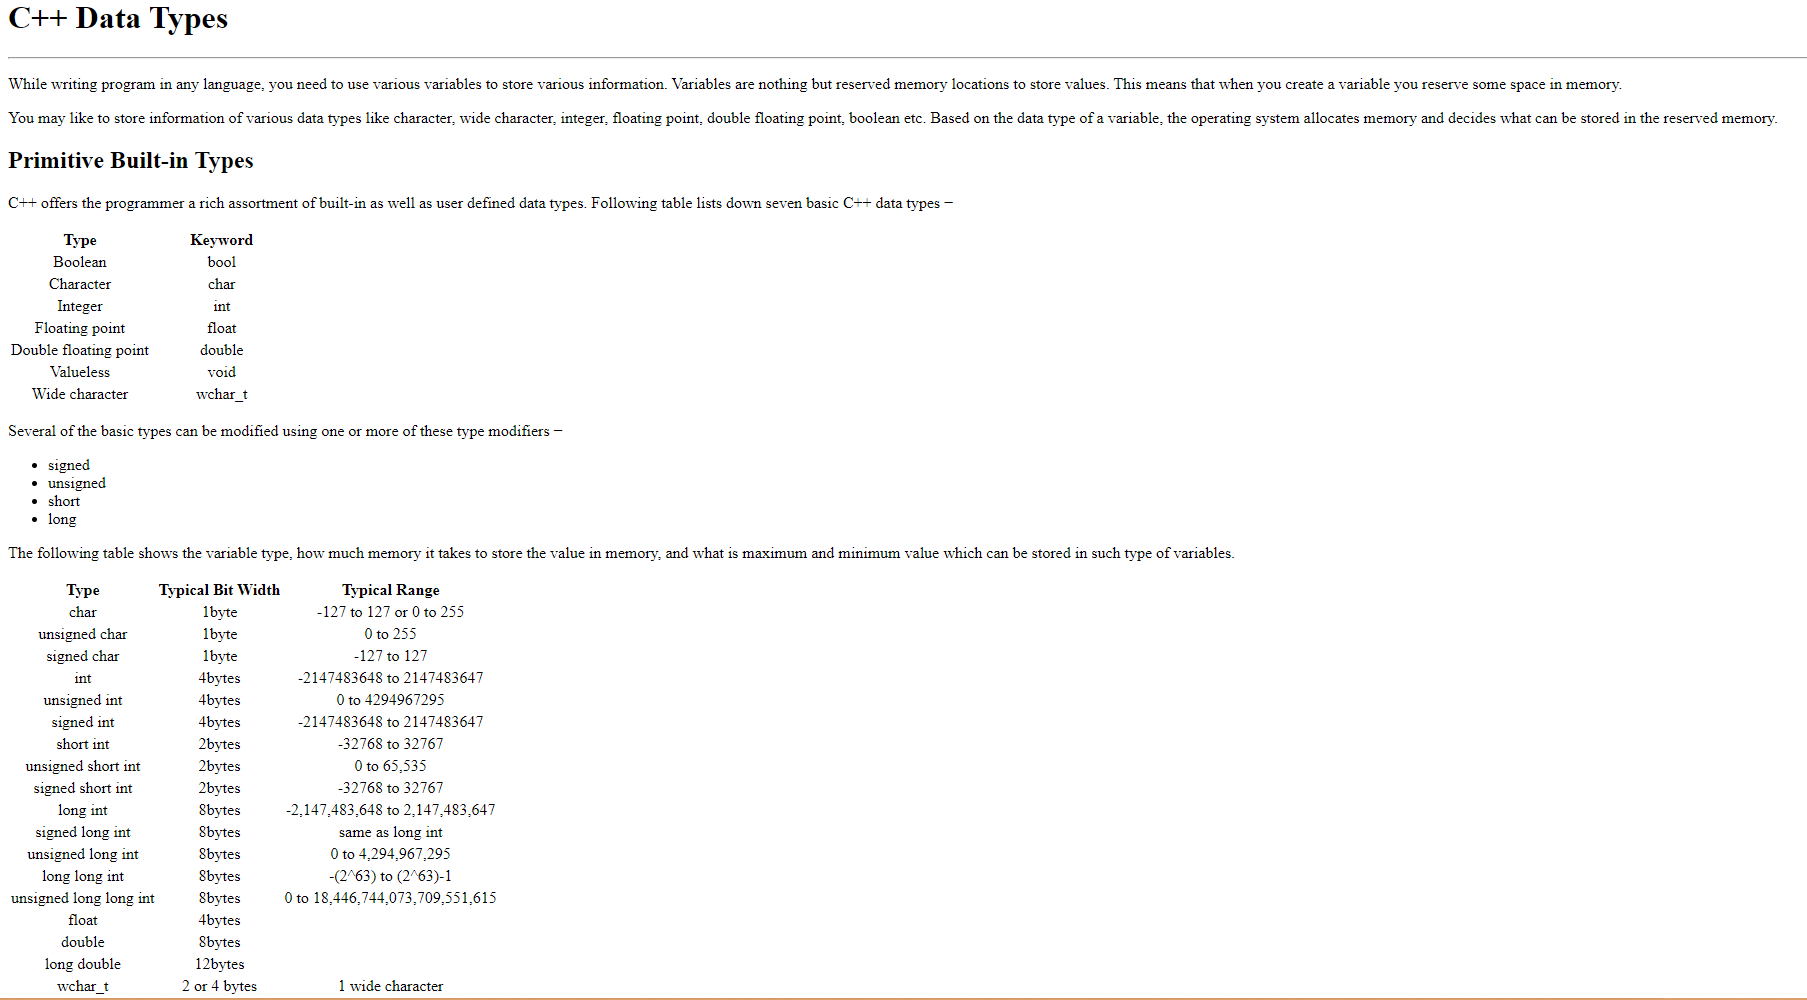 C++ Data Types
While writing program in any language, you need to use various variables to store various information. Variables are nothing but reserved memory locations to store values. This means that when you create a variable you reserve some space in memory.
You may like to store information of various data types like character, wide character, integer, floating point, double floating point, boolean etc. Based on the data type of a variable, the operating system allocates memory and decides what can be stored in the reserved memory.
Primitive Built-in Types
C++ offers the programmer a rich assortment of built-in as well as user defined data types. Following table lists down seven basic C++ data types −
Type Keyword
Boolean bool
Character char
Integer int
Floating point float
Double floating point double
Valueless void
Wide character wchar_t
Several of the basic types can be modified using one or more of these type modifiers −
• signed
• unsigned
• short
• long
The following table shows the variable type, how much memory it takes to store the value in memory, and what is maximum and minimum value which can be stored in such type of variables.
Type Typical Bit Width Typical Range
char 1byte -127 to 127 or 0 to 255
unsigned char 1byte 0 to 255
signed char 1byte -127 to 127
int 4bytes -2147483648 to 2147483647
unsigned int 4bytes 0 to 4294967295
signed int 4bytes -2147483648 to 2147483647
short int 2bytes -32768 to 32767
unsigned short int 2bytes 0 to 65,535
signed short int 2bytes -32768 to 32767
long int 8bytes -2,147,483,648 to 2,147,483,647
signed long int 8bytes same as long int
unsigned long int 8bytes 0 to 4,294,967,295
long long int 8bytes -(2^63) to (2^63)-1
unsigned long long int 8bytes 0 to 18,446,744,073,709,551,615
float 4bytes
double 8bytes
long double 12bytes
wchar_t 2 or 4 bytes 1 wide character